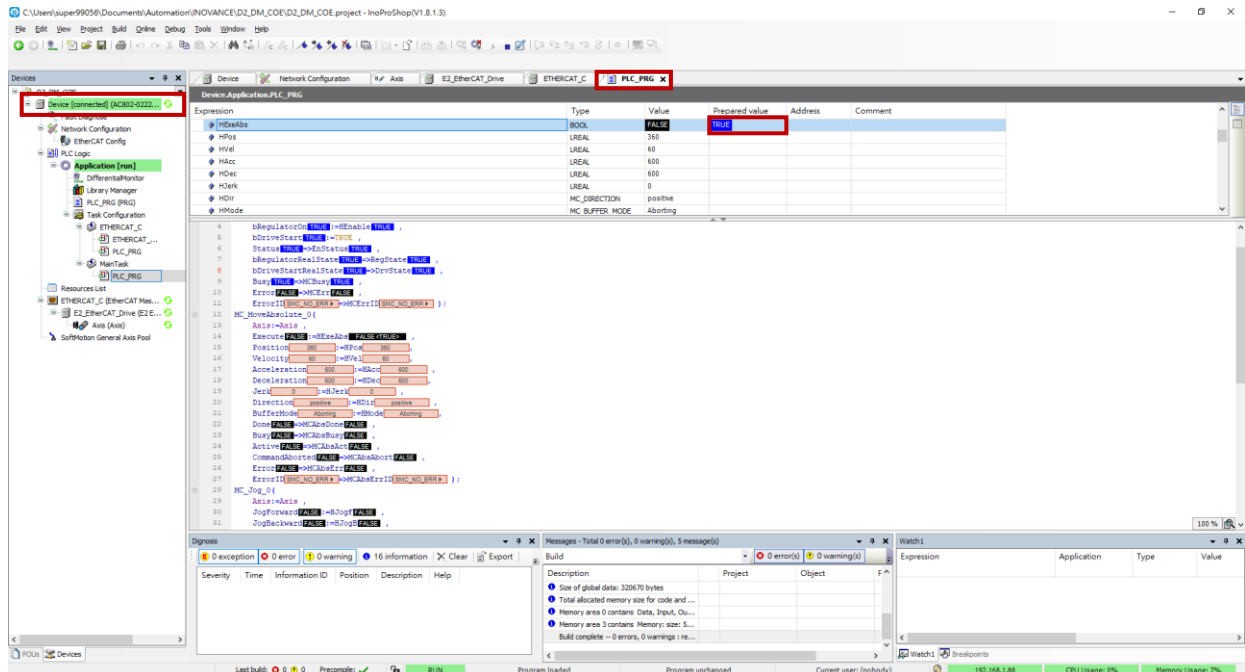 C:\Users\super99056\Documents\Automation\INOVANCE\D2_DM_COE\D2_DM_COE.project - InoProShop(V1.8.1.3)
File Edit View Project Build Online Debug Tools Window Help
Devices
D2_DM_COE
Device [connected] (AC802-0222...
Task Diagnose
Network Configuration
EtherCAT Config
PLC Logic
Application [run]
DifferentialMonitor
Library Manager
PLC_PRG (PRG)
Task Configuration
ETHERCAT_C
ETHERCAT_...
PLC_PRG
MainTask
PLC_PRG
Resources List
ETHERCAT_C (EtherCAT Mas...
E2_EtherCAT_Drive (E2 E...
Axis (Axis)
SoftMotion General Axis Pool
POUs Devices
Device Network Configuration Axis E2_EtherCAT_Drive ETHERCAT_C PLC_PRG
Device.Application.PLC_PRG
Expression Type Value Prepared value Address Comment
HExeAbs BOOL FALSE TRUE
HPos LREAL 360
HVel LREAL 60
HAcc LREAL 600
HDec LREAL 600
HJerk LREAL 0
HDir MC_DIRECTION positive
HMode MC_BUFFER_MODE Aborting
4 bRegulatorOn TRUE :=HEnable TRUE ,
5 bDriveStart TRUE :=TRUE ,
6 Status TRUE =>EnStatus TRUE ,
7 bRegulatorRealState TRUE =>RegState TRUE ,
8 bDriveStartRealState TRUE =>DrvState TRUE ,
9 Busy TRUE =>MCBusy TRUE ,
10 Error FALSE =>MCErr FALSE ,
11 ErrorID SMC_NO_ERR =>MCErrID SMC_NO_ERR );
12 MC_MoveAbsolute_0(
13 Axis:=Axis ,
14 Execute FALSE :=HExeAbs FALSE<TRUE> ,
15 Position 360 :=HPos 360 ,
16 Velocity 60 :=HVel 60 ,
17 Acceleration 600 :=HAcc 600 ,
18 Deceleration 600 :=HDec 600 ,
19 Jerk 0 :=HJerk 0 ,
20 Direction positive :=HDir positive ,
21 BufferMode Aborting :=HMode Aborting ,
22 Done FALSE =>MCAbsDone FALSE ,
23 Busy FALSE =>MCAbsBusy FALSE ,
24 Active FALSE =>MCAbsAct FALSE ,
25 CommandAborted FALSE =>MCAbsAbort FALSE ,
26 Error FALSE =>MCAbsErr FALSE ,
27 ErrorID SMC_NO_ERR =>MCAbsErrID SMC_NO_ERR );
28 MC_Jog_0(
29 Axis:=Axis ,
30 JogForward FALSE :=HJogF FALSE ,
31 JogBackward FALSE :=HJogB FALSE ,
100 %
Dignosis
0 exception 0 error 0 warning 16 information Clear Export
Severity Time Information ID Position Description Help
Messages - Total 0 error(s), 0 warning(s), 5 message(s)
Build 0 error(s) 0 warning(s)
Description Project Object
Size of global data: 320670 bytes
Total allocated memory size for code and ...
Memory area 0 contains Data, Input, Ou...
Memory area 3 contains Memory: size: S...
Build complete -- 0 errors, 0 warnings : re...
Watch1
Expression Application Type Value
Watch1 Breakpoints
Last build: 0 0 Precompile: RUN Program loaded Program unchanged Current user: (nobody) 192.168.1.88 CPU Usage: 0% Memory Usage: 7%